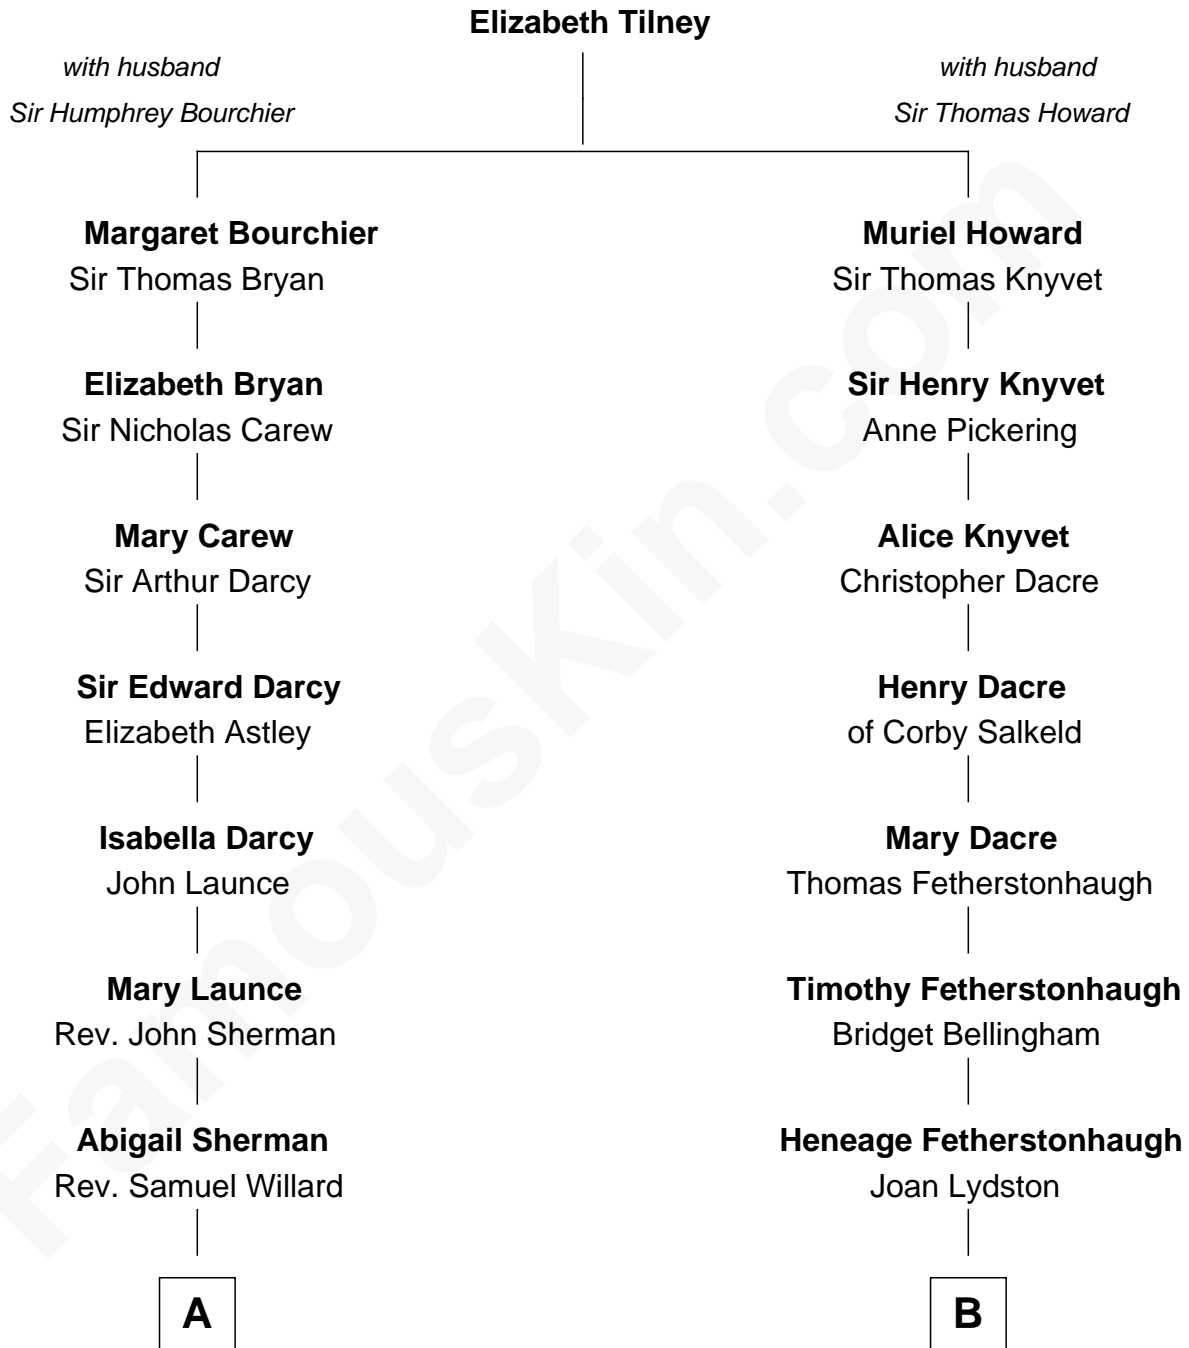 Elizabeth Tilney
with husband
Sir Humphrey Bourchier
with husband
Sir Thomas Howard
Margaret Bourchier
Sir Thomas Bryan
Muriel Howard
Sir Thomas Knyvet
Elizabeth Bryan
Sir Nicholas Carew
Sir Henry Knyvet
Anne Pickering
Mary Carew
Sir Arthur Darcy
Alice Knyvet
Christopher Dacre
Sir Edward Darcy
Elizabeth Astley
Henry Dacre
of Corby Salkeld
Isabella Darcy
John Launce
Mary Dacre
Thomas Fetherstonhaugh
Mary Launce
Rev. John Sherman
Timothy Fetherstonhaugh
Bridget Bellingham
Abigail Sherman
Rev. Samuel Willard
Heneage Fetherstonhaugh
Joan Lydston
A
B
FamousKin.com